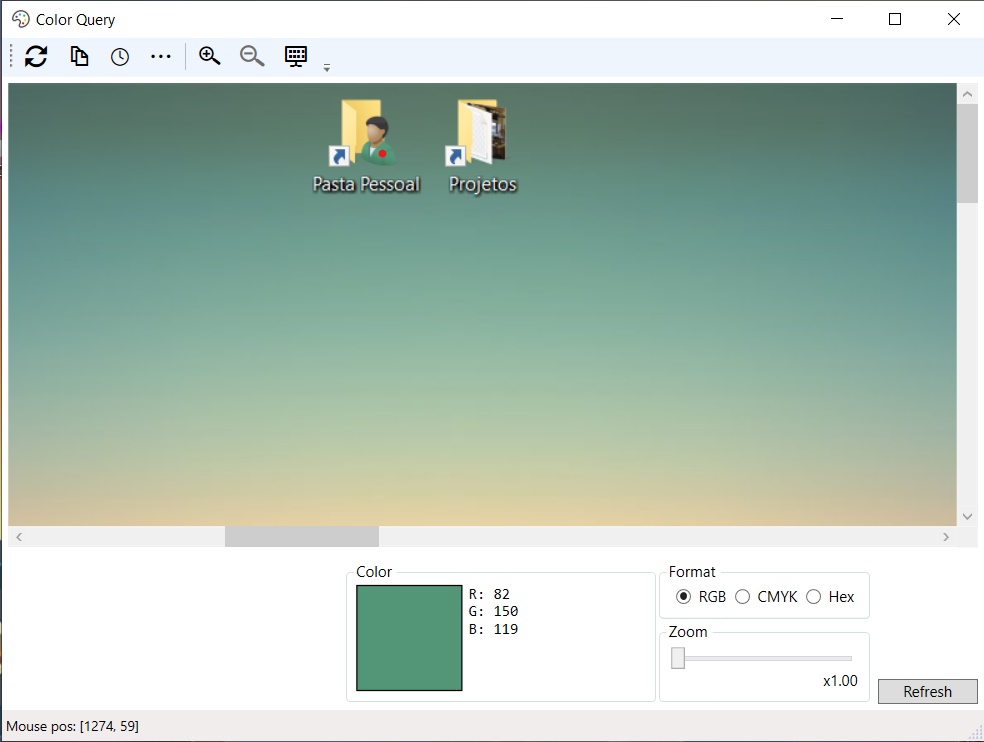 Color Query
Pasta Pessoal
Projetos
Color
R: 82
G: 150
B: 119
Format
RGB
CMYK
Hex
Zoom
x1.00
Refresh
Mouse pos: [1274, 59]